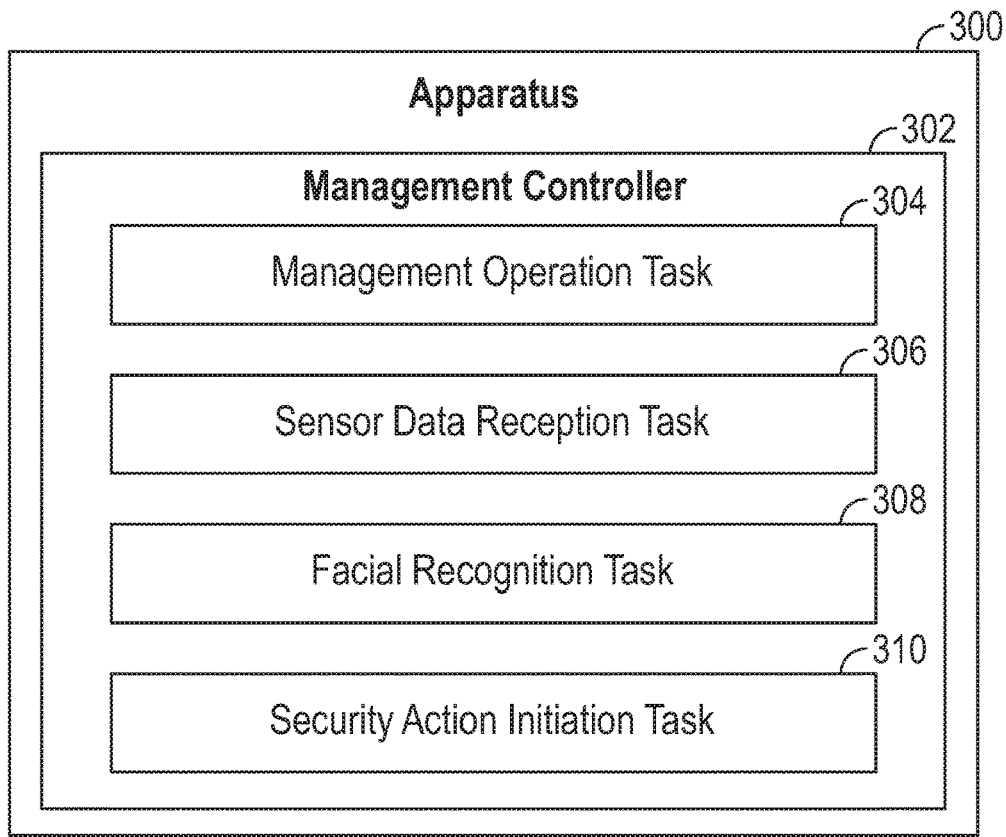 300
Apparatus
302
Management Controller
304
Management Operation Task
306
Sensor Data Reception Task
308
Facial Recognition Task
310
Security Action Initiation Task